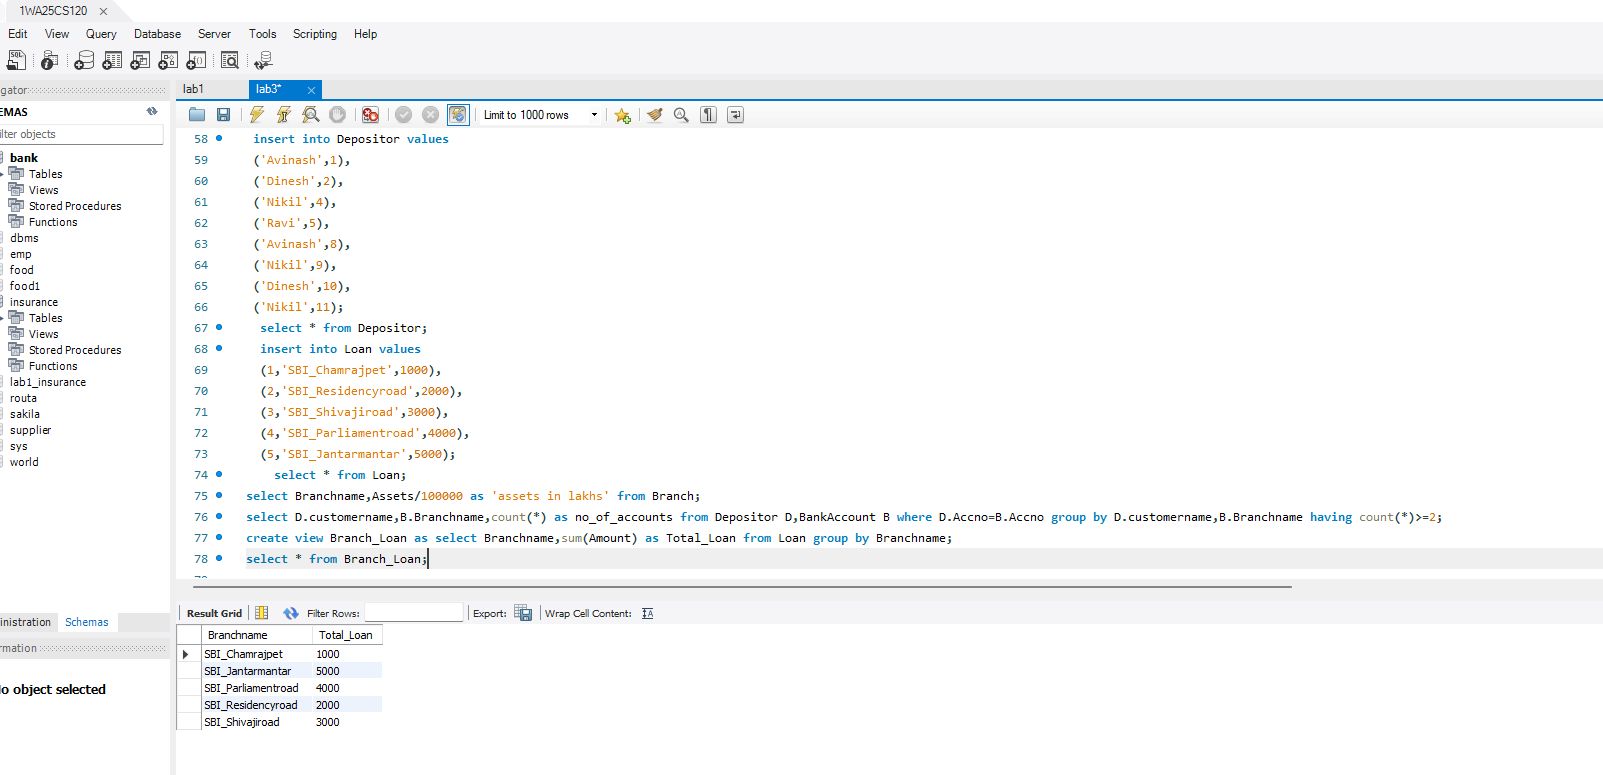 1WA25CS120
Edit View Query Database Server Tools Scripting Help
gator
EMAS
ilter objects
bank
Tables
Views
Stored Procedures
Functions
dbms
emp
food
food1
insurance
Tables
Views
Stored Procedures
Functions
lab1_insurance
routa
sakila
supplier
sys
world
inistration Schemas
rmation
o object selected
lab1 lab3*
Limit to 1000 rows
58 insert into Depositor values
59 ('Avinash',1),
60 ('Dinesh',2),
61 ('Nikil',4),
62 ('Ravi',5),
63 ('Avinash',8),
64 ('Nikil',9),
65 ('Dinesh',10),
66 ('Nikil',11);
67 select * from Depositor;
68 insert into Loan values
69 (1,'SBI_Chamrajpet',1000),
70 (2,'SBI_Residencyroad',2000),
71 (3,'SBI_Shivajiroad',3000),
72 (4,'SBI_Parliamentroad',4000),
73 (5,'SBI_Jantarmantar',5000);
74 select * from Loan;
75 select Branchname,Assets/100000 as 'assets in lakhs' from Branch;
76 select D.customername,B.Branchname,count(*) as no_of_accounts from Depositor D,BankAccount B where D.Accno=B.Accno group by D.customername,B.Branchname having count(*)>=2;
77 create view Branch_Loan as select Branchname,sum(Amount) as Total_Loan from Loan group by Branchname;
78 select * from Branch_Loan;
Result Grid Filter Rows: Export: Wrap Cell Content:
Branchname Total_Loan
SBI_Chamrajpet 1000
SBI_Jantarmantar 5000
SBI_Parliamentroad 4000
SBI_Residencyroad 2000
SBI_Shivajiroad 3000